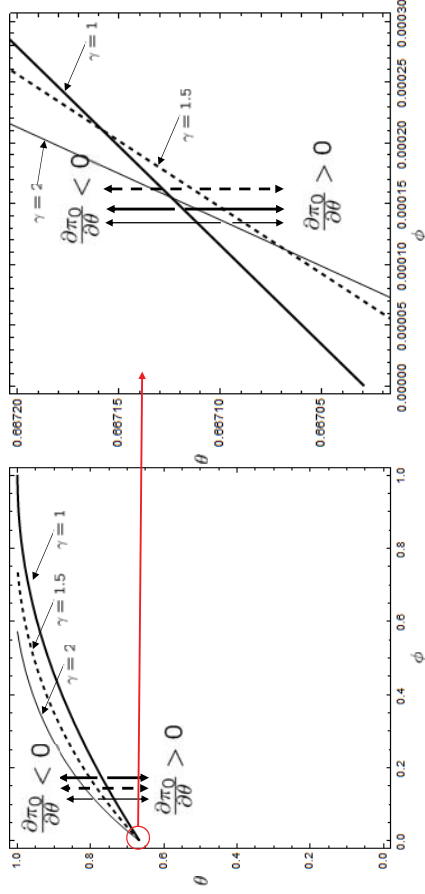 1.0
0.8
0.6
0.4
0.2
0.0
θ
0.0
0.2
0.4
0.6
0.8
1.0
ϕ
∂π₀/∂θ < 0
∂π₀/∂θ > 0
γ = 2
γ = 1.5
γ = 1
0.66720
0.66715
0.66710
0.66705
θ
0.00000
0.00005
0.00010
0.00015
0.00020
0.00025
0.00030
ϕ
γ = 2
∂π₀/∂θ < 0
∂π₀/∂θ > 0
γ = 1.5
γ = 1